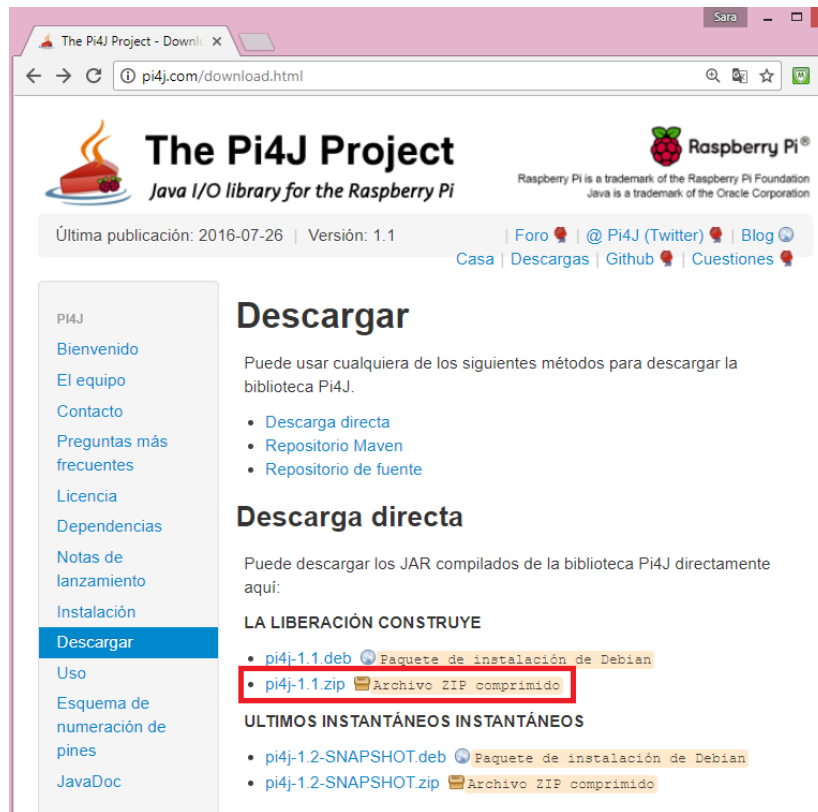 Sara
The Pi4J Project - Downlo
pi4j.com/download.html
The Pi4J Project
Java I/O library for the Raspberry Pi
Raspberry Pi®
Raspberry Pi is a trademark of the Raspberry Pi Foundation
Java is a trademark of the Oracle Corporation
Última publicación: 2016-07-26 | Versión: 1.1
| Foro | @ Pi4J (Twitter) | Blog
Casa | Descargas | Github | Cuestiones
PI4J
Bienvenido
El equipo
Contacto
Preguntas más
frecuentes
Licencia
Dependencias
Notas de
lanzamiento
Instalación
Descargar
Uso
Esquema de
numeración de
pines
JavaDoc
Descargar
Puede usar cualquiera de los siguientes métodos para descargar la
biblioteca Pi4J.
• Descarga directa
• Repositorio Maven
• Repositorio de fuente
Descarga directa
Puede descargar los JAR compilados de la biblioteca Pi4J directamente
aquí:
LA LIBERACIÓN CONSTRUYE
• pi4j-1.1.deb Paquete de instalación de Debian
• pi4j-1.1.zip Archivo ZIP comprimido
ULTIMOS INSTANTÁNEOS INSTANTÁNEOS
• pi4j-1.2-SNAPSHOT.deb Paquete de instalación de Debian
• pi4j-1.2-SNAPSHOT.zip Archivo ZIP comprimido